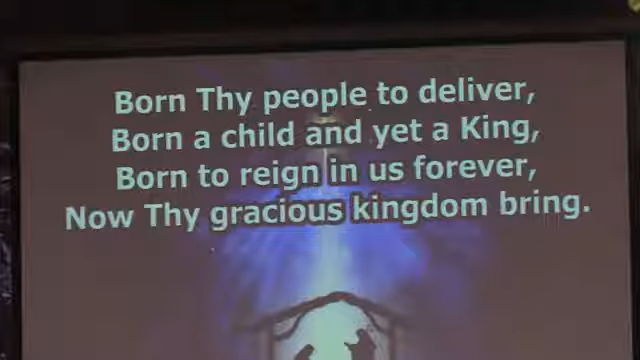 Born Thy people to deliver,
Born a child and yet a King,
Born to reign in us forever,
Now Thy gracious kingdom bring.